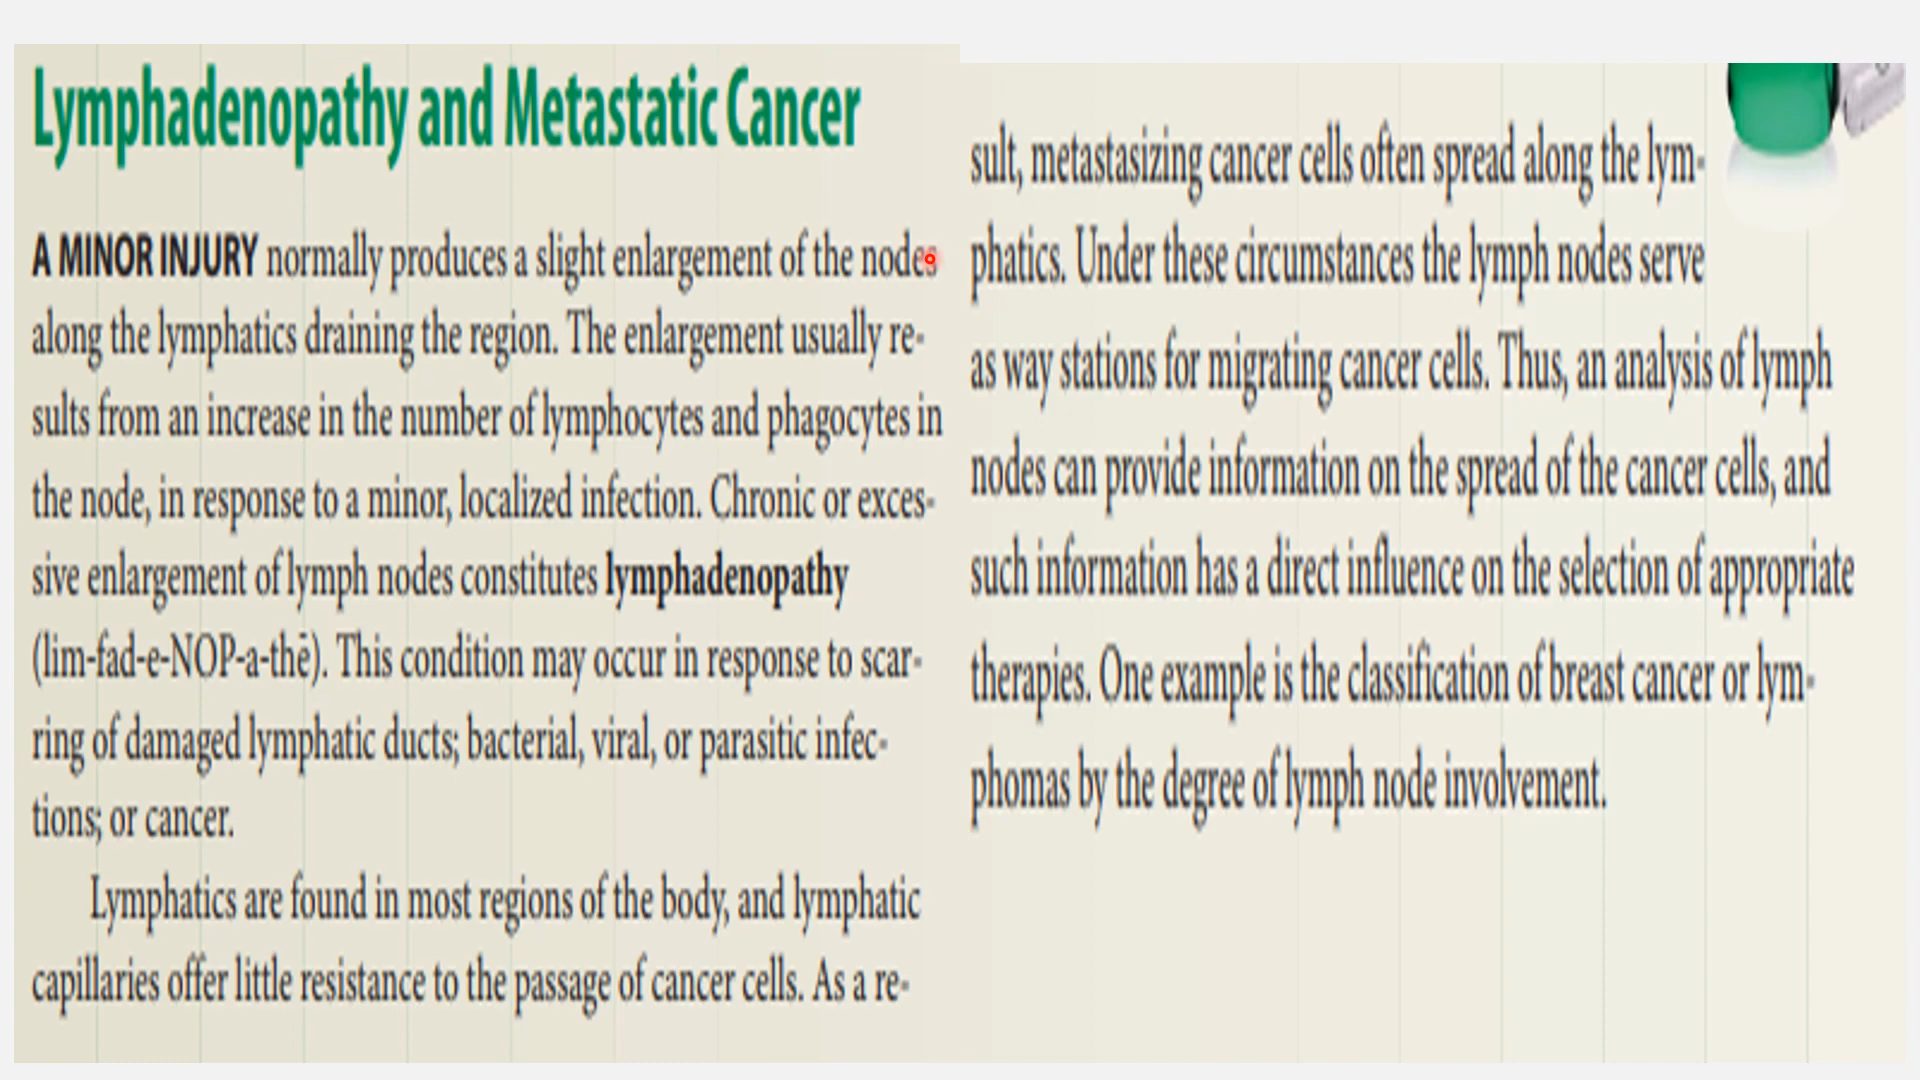 Lymphadenopathy and Metastatic Cancer
A MINOR INJURY normally produces a slight enlargement of the nodes
along the lymphatics draining the region. The enlargement usually re-
sults from an increase in the number of lymphocytes and phagocytes in
the node, in response to a minor, localized infection. Chronic or exces-
sive enlargement of lymph nodes constitutes lymphadenopathy
(lim-fad-e-NOP-a-thē). This condition may occur in response to scar-
ring of damaged lymphatic ducts; bacterial, viral, or parasitic infec-
tions; or cancer.
Lymphatics are found in most regions of the body, and lymphatic
capillaries offer little resistance to the passage of cancer cells. As a re-
sult, metastasizing cancer cells often spread along the lym-
phatics. Under these circumstances the lymph nodes serve
as way stations for migrating cancer cells. Thus, an analysis of lymph
nodes can provide information on the spread of the cancer cells, and
such information has a direct influence on the selection of appropriate
therapies. One example is the classification of breast cancer or lym-
phomas by the degree of lymph node involvement.